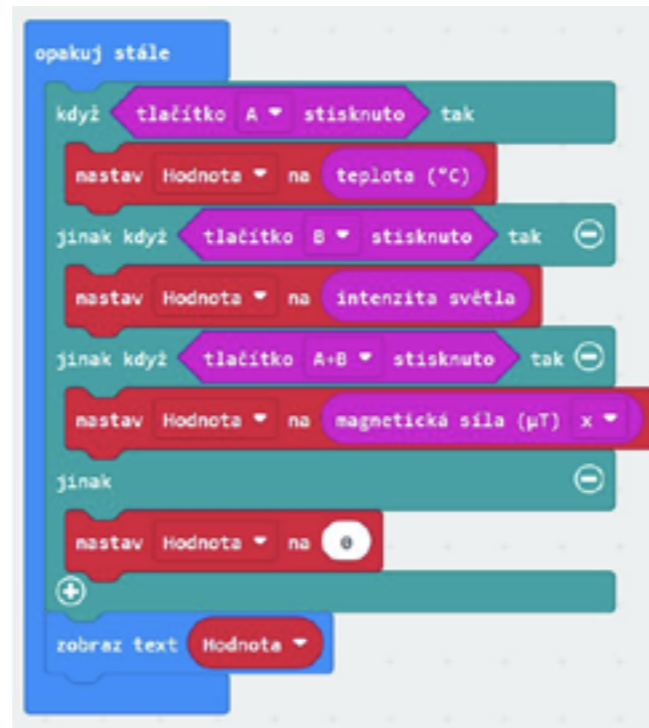 opakuj stále
když tlačítko A stisknuto tak
nastav Hodnota na teplota (°C)
jinak když tlačítko B stisknuto tak
nastav Hodnota na intenzita světla
jinak když tlačítko A+B stisknuto tak
nastav Hodnota na magnetická síla (µT) x
jinak
nastav Hodnota na 0
zobraz text Hodnota